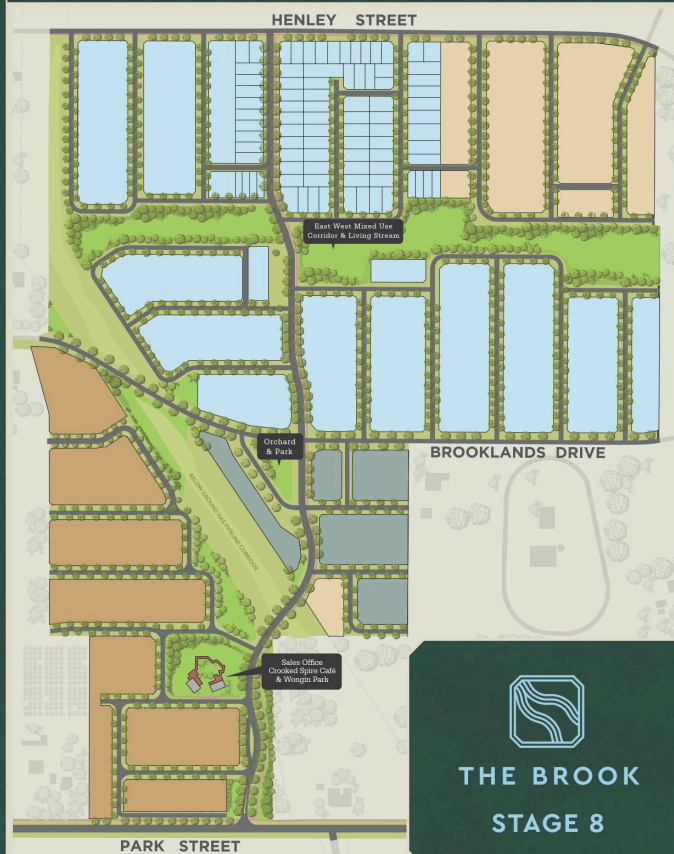 HENLEY STREET
East West Mixed Use
Corridor & Living Stream
Orchard
& Park
BROOKLANDS DRIVE
BELOW GROUND GAS PIPELINE CORRIDOR
Sales Office
Crooked Spire Café
& Wongin Park
THE BROOK
STAGE 8
PARK STREET